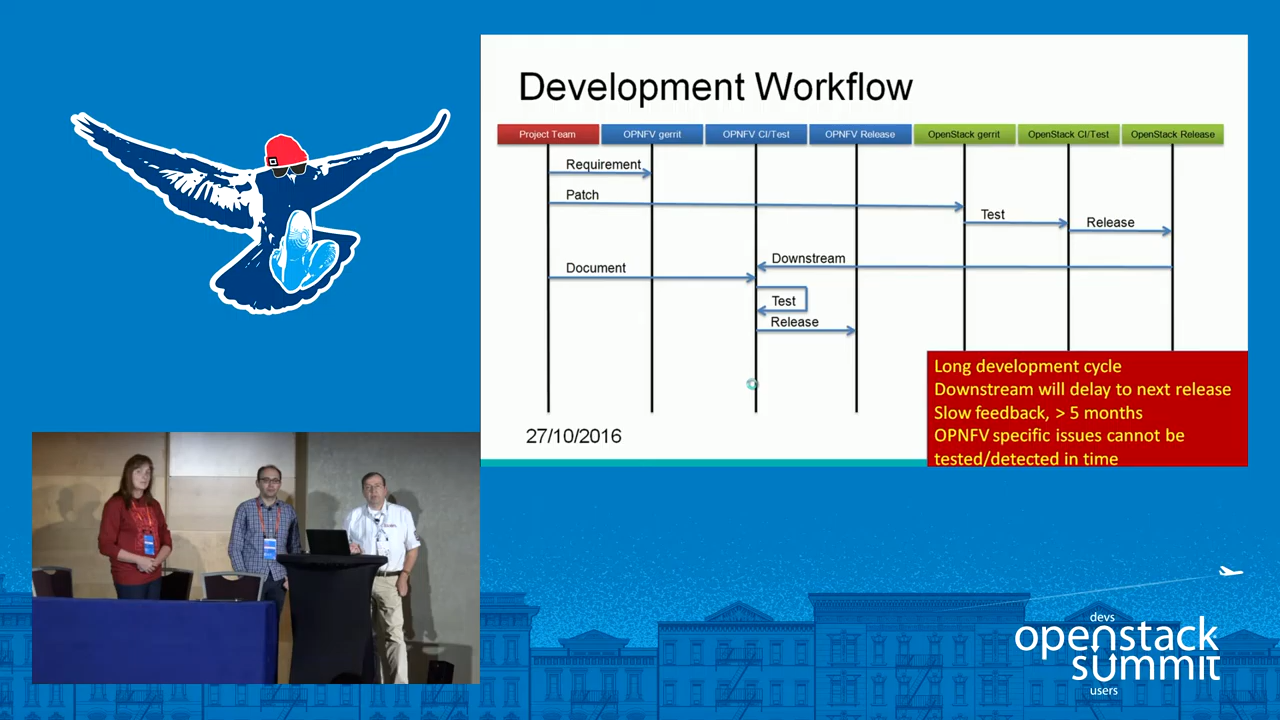 Development Workflow
Project Team OPNFV gerrit OPNFV CI/Test OPNFV Release OpenStack gerrit OpenStack CI/Test OpenStack Release
Requirement
Patch
Test
Release
Downstream
Document
Test
Release
Long development cycle
Downstream will delay to next release
Slow feedback, > 5 months
OPNFV specific issues cannot be
tested/detected in time
27/10/2016
devs
openstack
summit
users